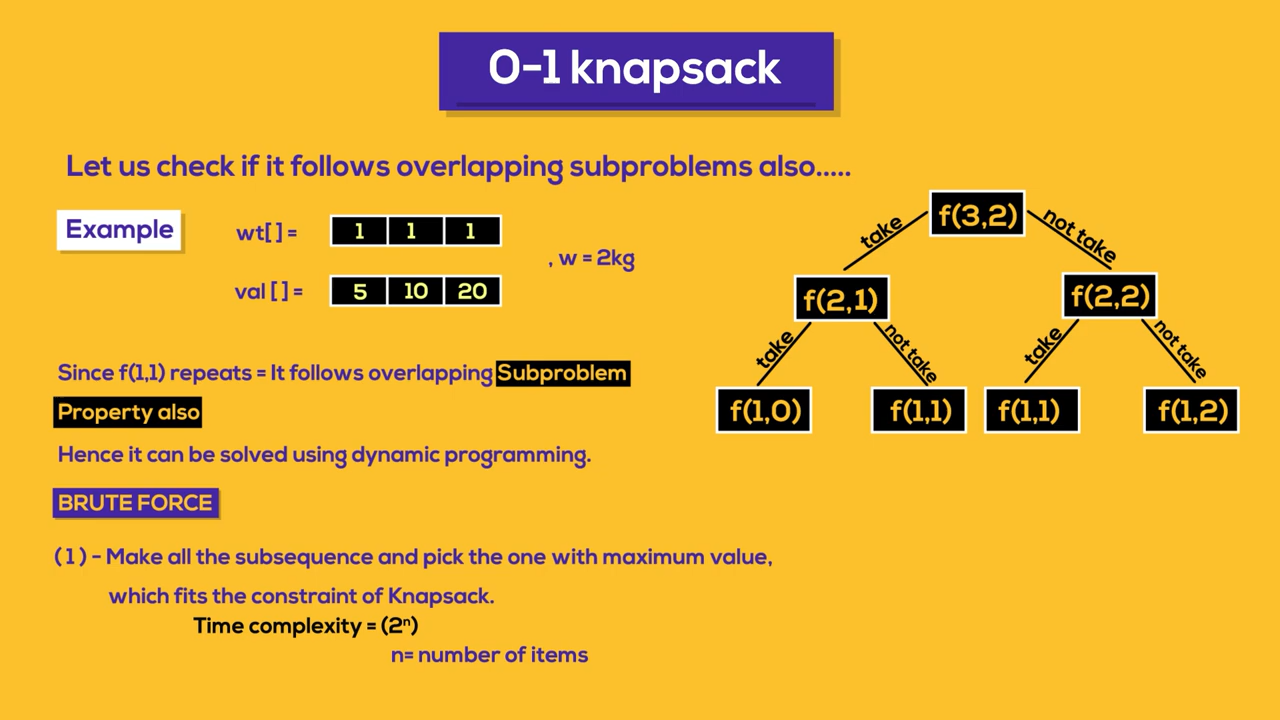 0-1 knapsack
Let us check if it follows overlapping subproblems also.....
Example
wt[] = 1 1 1
, w = 2kg
val [] = 5 10 20
Since f(1,1) repeats = It follows overlapping Subproblem
Property also
Hence it can be solved using dynamic programming.
BRUTE FORCE
(1) - Make all the subsequence and pick the one with maximum value,
which fits the constraint of Knapsack.
Time complexity = (2ⁿ)
n= number of items
f(3,2)
take
not take
f(2,1)
f(2,2)
take
not take
take
not take
f(1,0)
f(1,1)
f(1,1)
f(1,2)